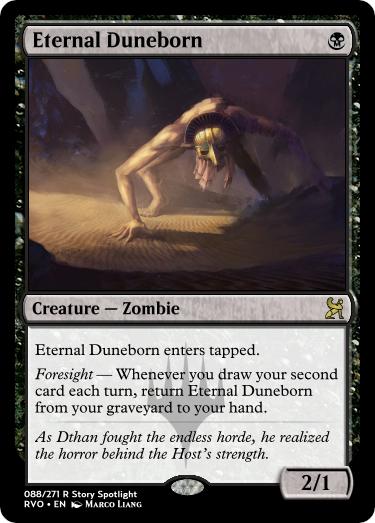 Eternal Duneborn
Creature — Zombie
Eternal Duneborn enters tapped.
Foresight — Whenever you draw your second
card each turn, return Eternal Duneborn
from your graveyard to your hand.
As Dthan fought the endless horde, he realized
the horror behind the Host's strength.
2/1
088/271 R Story Spotlight
RVO • EN Marco Liang